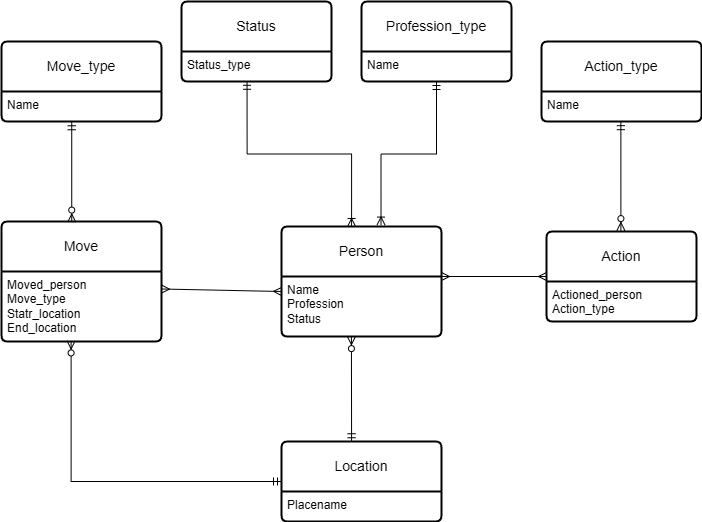 Status
Status_type
Profession_type
Name
Move_type
Name
Action_type
Name
Move
Moved_person
Move_type
Statr_location
End_location
Person
Name
Profession
Status
Action
Actioned_person
Action_type
Location
Placename